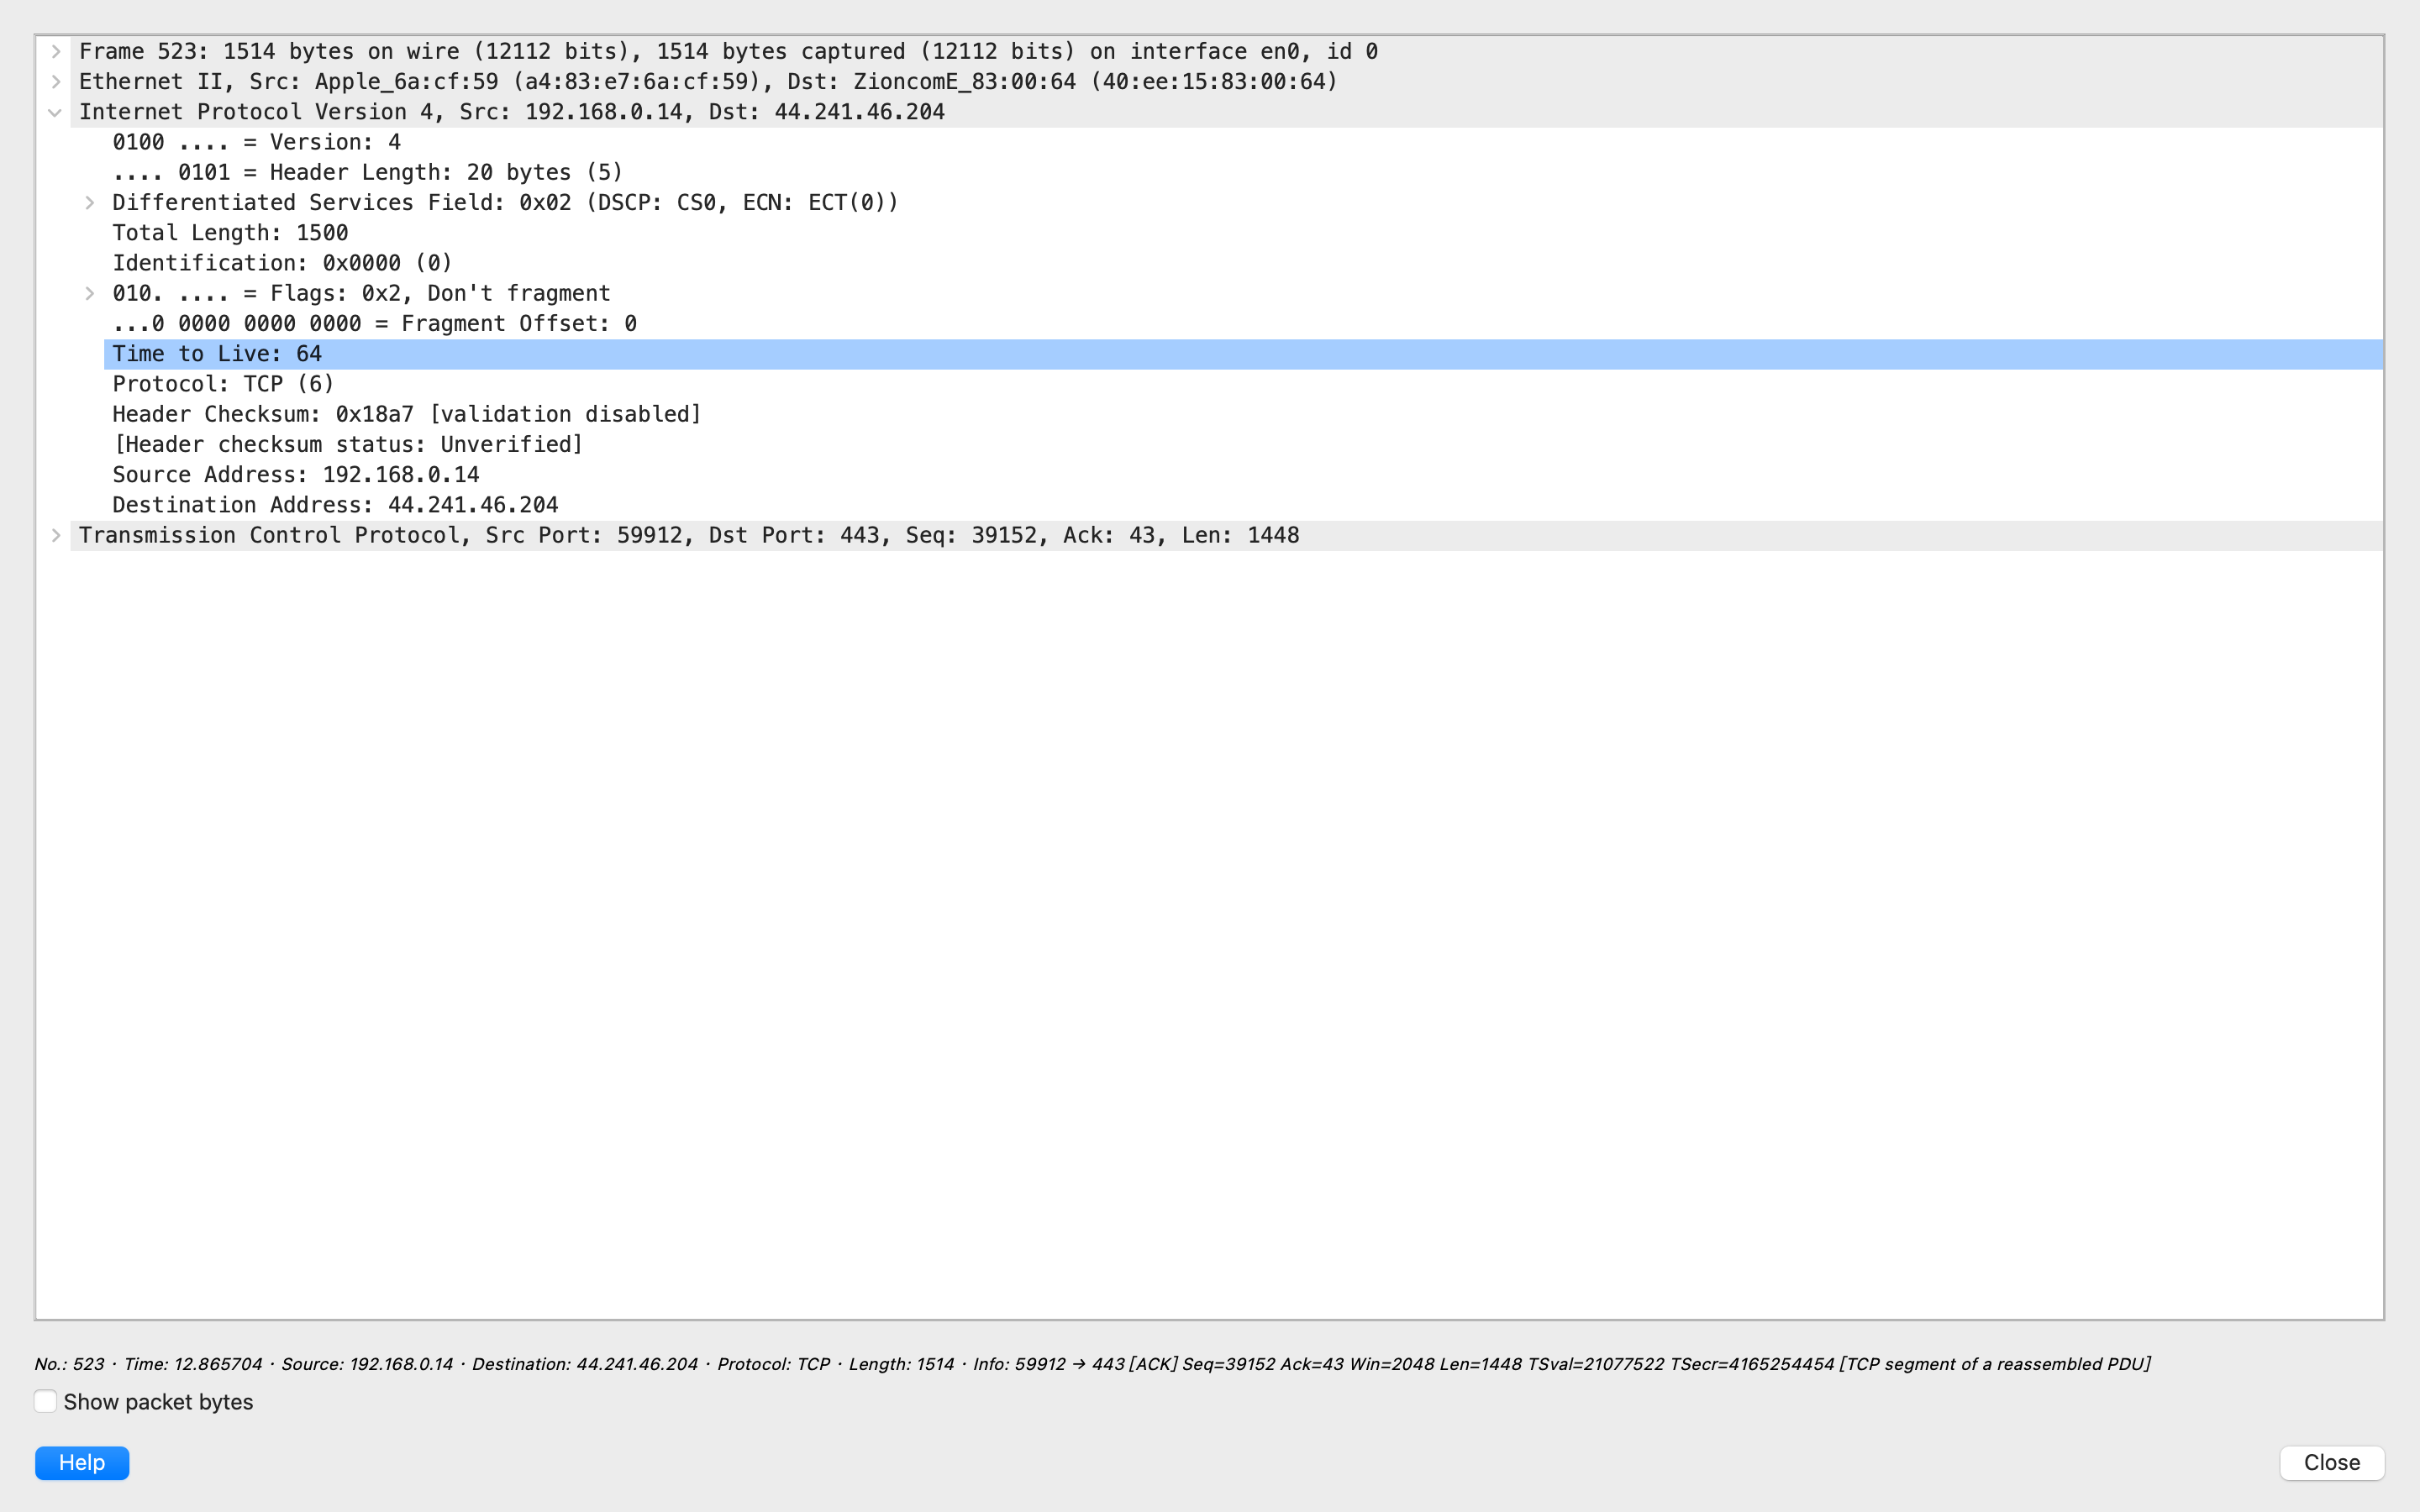 Frame 523: 1514 bytes on wire (12112 bits), 1514 bytes captured (12112 bits) on interface en0, id 0
Ethernet II, Src: Apple_6a:cf:59 (a4:83:e7:6a:cf:59), Dst: ZioncomE_83:00:64 (40:ee:15:83:00:64)
Internet Protocol Version 4, Src: 192.168.0.14, Dst: 44.241.46.204
0100 .... = Version: 4
.... 0101 = Header Length: 20 bytes (5)
Differentiated Services Field: 0x02 (DSCP: CS0, ECN: ECT(0))
Total Length: 1500
Identification: 0x0000 (0)
010. .... = Flags: 0x2, Don't fragment
...0 0000 0000 0000 = Fragment Offset: 0
Time to Live: 64
Protocol: TCP (6)
Header Checksum: 0x18a7 [validation disabled]
[Header checksum status: Unverified]
Source Address: 192.168.0.14
Destination Address: 44.241.46.204
Transmission Control Protocol, Src Port: 59912, Dst Port: 443, Seq: 39152, Ack: 43, Len: 1448
No.: 523 · Time: 12.865704 · Source: 192.168.0.14 · Destination: 44.241.46.204 · Protocol: TCP · Length: 1514 · Info: 59912 → 443 [ACK] Seq=39152 Ack=43 Win=2048 Len=1448 TSval=21077522 TSecr=4165254454 [TCP segment of a reassembled PDU]
Show packet bytes
Help
Close